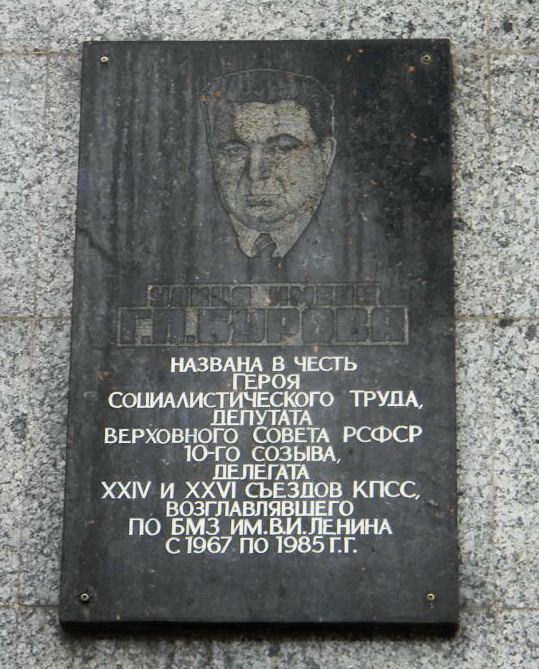 УЛИЦА ИМЕНИ
Г.П.БУРОВА
НАЗВАНА В ЧЕСТЬ
ГЕРОЯ
СОЦИАЛИСТИЧЕСКОГО ТРУДА,
ДЕПУТАТА
ВЕРХОВНОГО СОВЕТА РСФСР
10-ГО СОЗЫВА,
ДЕЛЕГАТА
XXIV И XXVI СЪЕЗДОВ КПСС,
ВОЗГЛАВЛЯВШЕГО
ПО БМЗ ИМ.В.И.ЛЕНИНА
С 1967 ПО 1985 Г.Г.